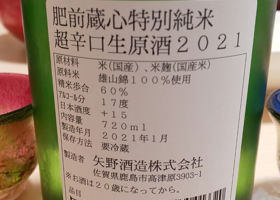 肥前蔵心特別純米
超辛口生原酒2021
原材料 米(国産)、米麹(国産米)
原料米 雄山錦100%使用
精米歩合 60%
アルコール分 17度
日本酒度 +15
内容量 720ml
製造年月 2021年1月
保存方法 要冷蔵
製造者 矢野酒造株式会社
佐賀県鹿島市高津原3903-1
※お酒は20歳になってから。